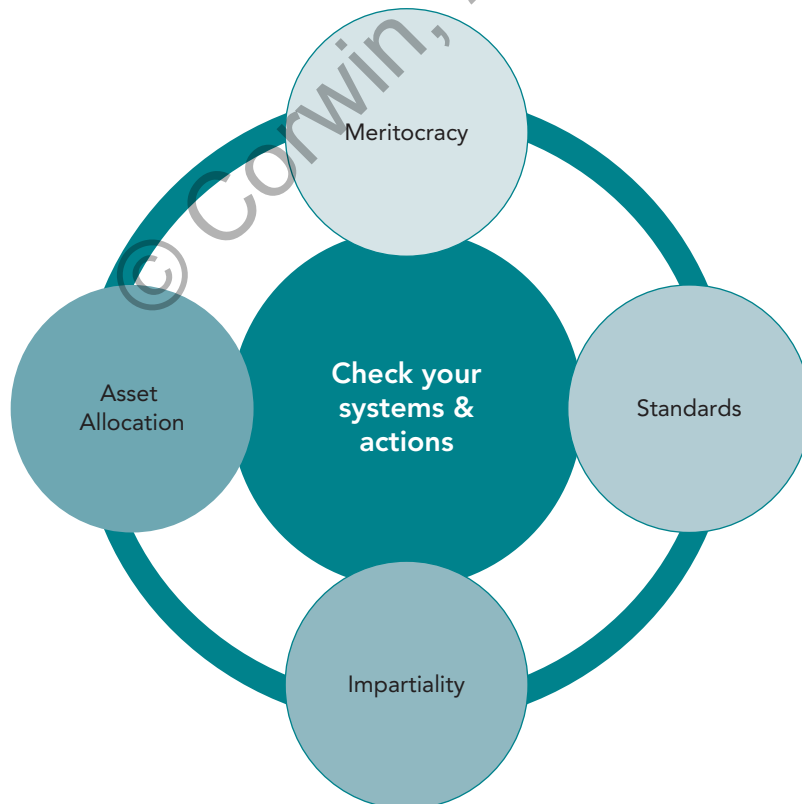 © Corwin,
Meritocracy
Asset
Allocation
Check your
systems &
actions
Standards
Impartiality